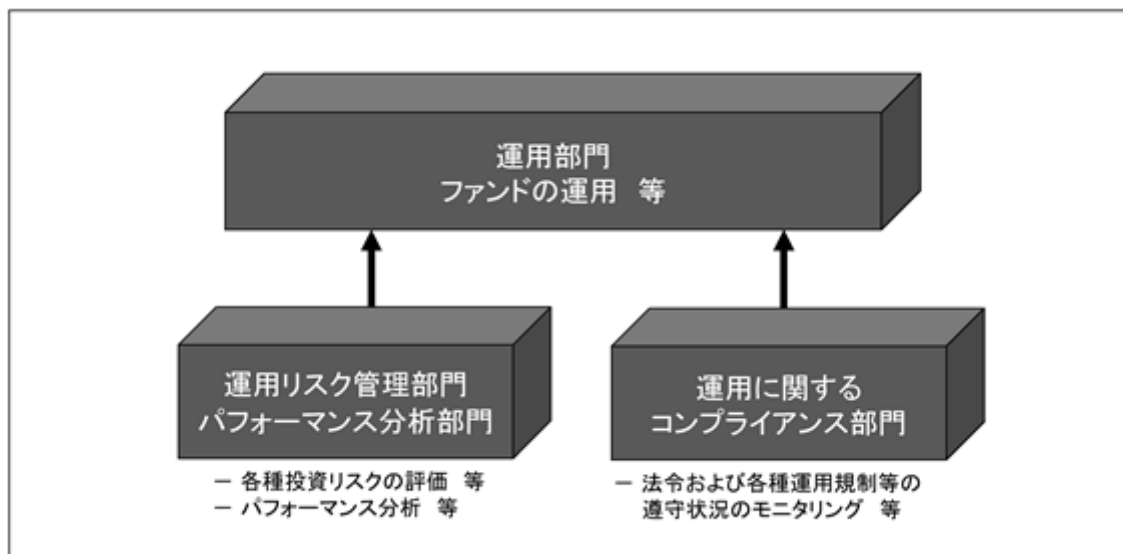 運用部門
ファンドの運用 等
運用リスク管理部門
パフォーマンス分析部門
運用に関する
コンプライアンス部門
－ 各種投資リスクの評価 等
－ パフォーマンス分析 等
－ 法令および各種運用規制等の
遵守状況のモニタリング 等